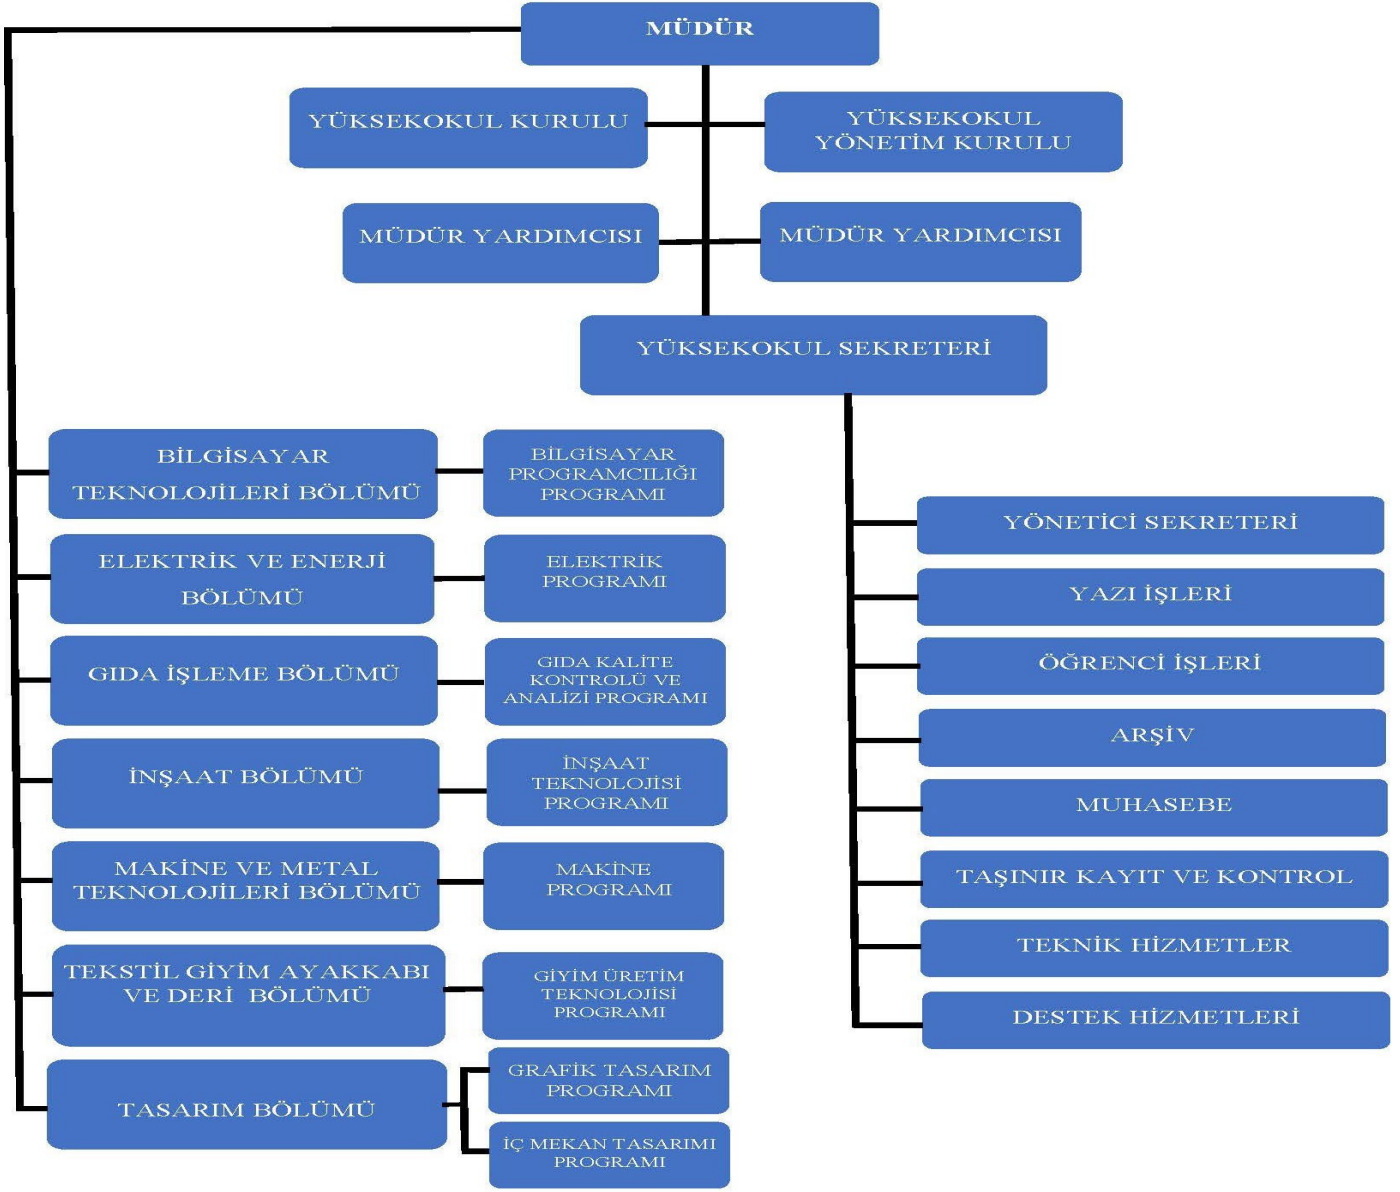 MÜDÜR
YÜKSEKOKUL KURULU
YÜKSEKOKUL
YÖNETİM KURULU
MÜDÜR YARDIMCISI
MÜDÜR YARDIMCISI
YÜKSEKOKUL SEKRETERİ
BİLGİSAYAR
TEKNOLOJİLERİ BÖLÜMÜ
BİLGİSAYAR
PROGRAMCILIĞI
PROGRAMI
ELEKTRİK VE ENERJİ
BÖLÜMÜ
ELEKTRİK
PROGRAMI
GIDA İŞLEME BÖLÜMÜ
GIDA KALİTE
KONTROLÜ VE
ANALİZİ PROGRAMI
İNŞAAT BÖLÜMÜ
İNŞAAT
TEKNOLOJİSİ
PROGRAMI
MAKİNE VE METAL
TEKNOLOJİLERİ BÖLÜMÜ
MAKİNE
PROGRAMI
TEKSTİL GİYİM AYAKKABI
VE DERİ BÖLÜMÜ
GİYİM ÜRETİM
TEKNOLOJİSİ
PROGRAMI
TASARIM BÖLÜMÜ
GRAFİK TASARIM
PROGRAMI
İÇ MEKAN TASARIMI
PROGRAMI
YÖNETİCİ SEKRETERİ
YAZI İŞLERİ
ÖĞRENCİ İŞLERİ
ARŞİV
MUHASEBE
TAŞINIR KAYIT VE KONTROL
TEKNİK HİZMETLER
DESTEK HİZMETLERİ